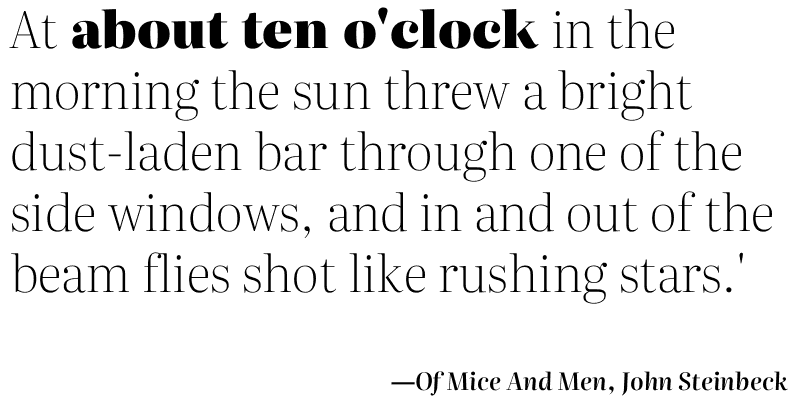 At about ten o'clock in the
morning the sun threw a bright
dust-laden bar through one of the
side windows, and in and out of the
beam flies shot like rushing stars.'
—Of Mice And Men, John Steinbeck